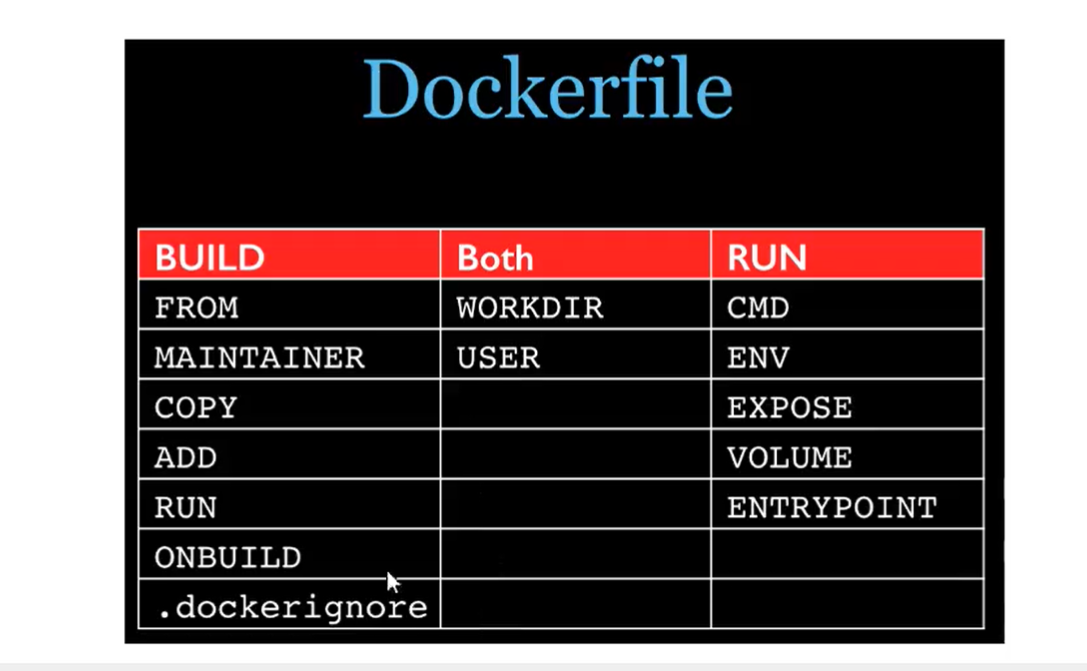 Dockerfile
BUILD Both RUN
FROM WORKDIR CMD
MAINTAINER USER ENV
COPY EXPOSE
ADD VOLUME
RUN ENTRYPOINT
ONBUILD
.dockerignore